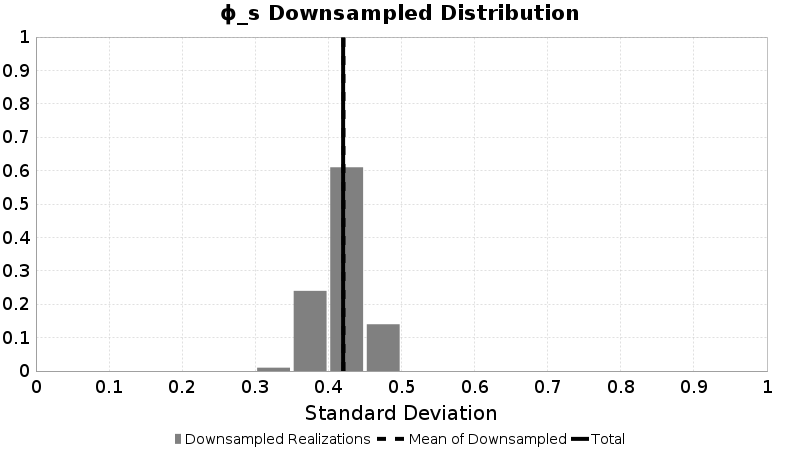 ϕ_s Downsampled Distribution
1
0.9
0.8
0.7
0.6
0.5
0.4
0.3
0.2
0.1
0
0 0.1 0.2 0.3 0.4 0.5 0.6 0.7 0.8 0.9 1
Standard Deviation
Downsampled Realizations Mean of Downsampled Total